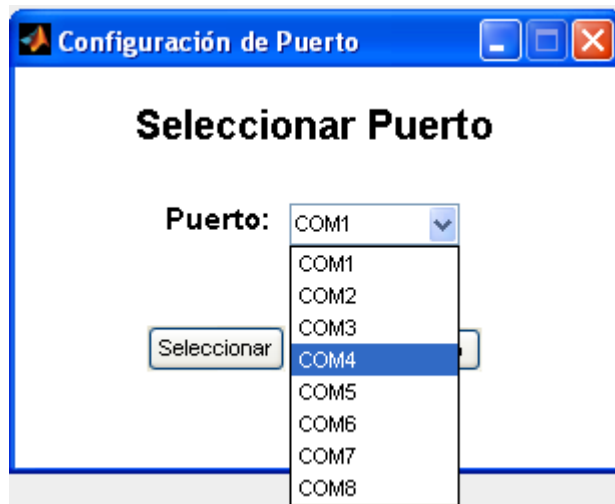 Configuración de Puerto
Seleccionar Puerto
Puerto: COM1
COM1
COM2
COM3
Seleccionar
COM4
COM5
COM6
COM7
COM8